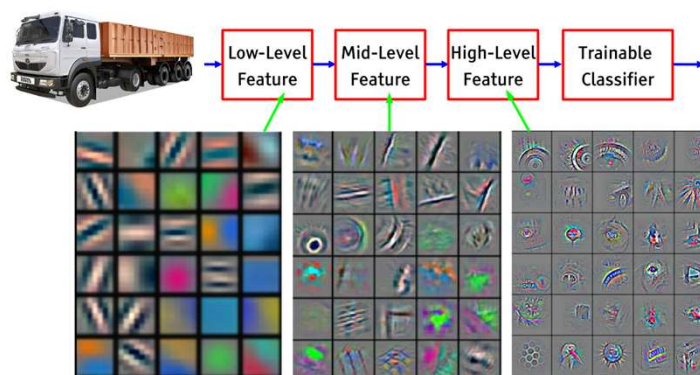 Low-Level
Feature
Mid-Level
Feature
High-Level
Feature
Trainable
Classifier